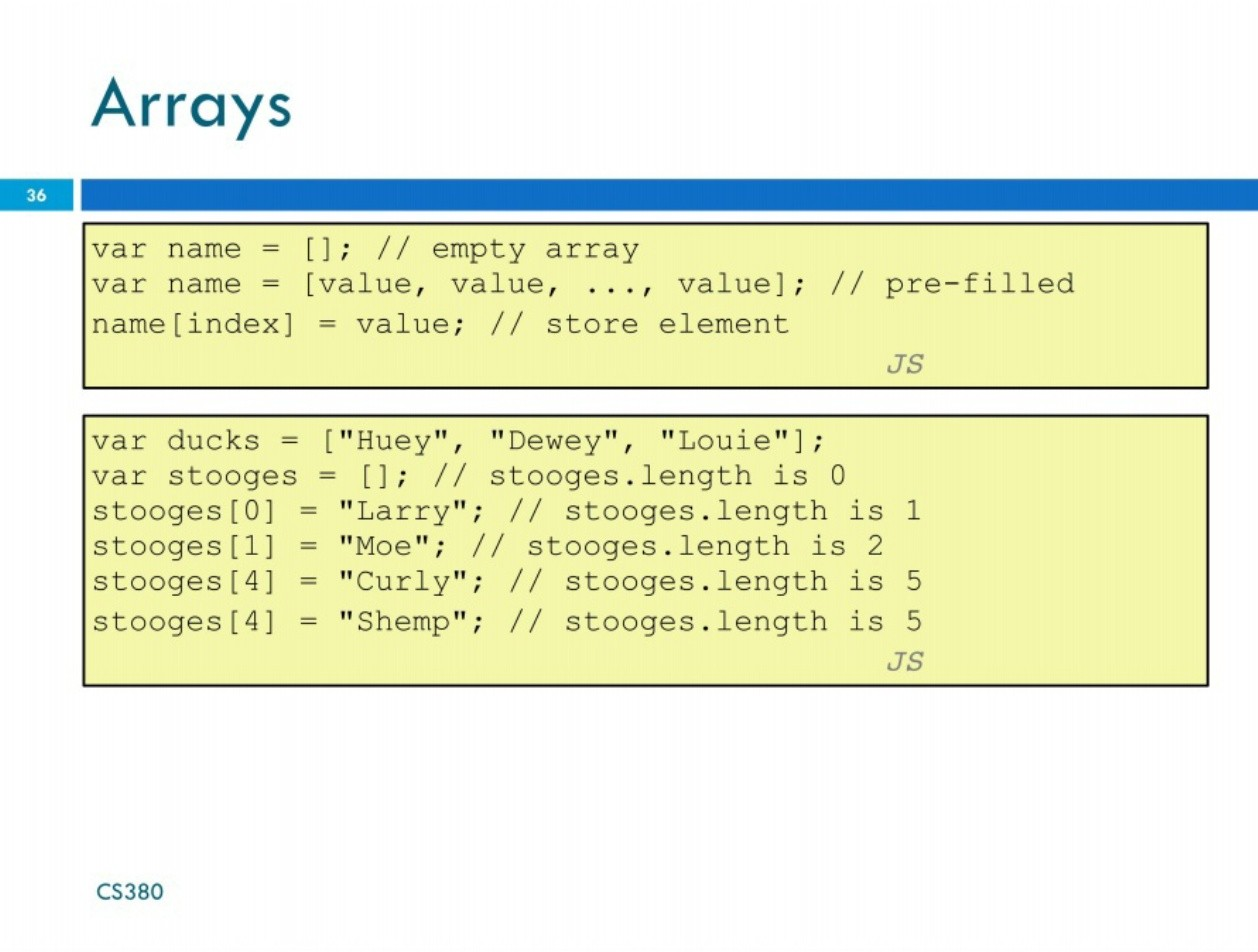 Arrays
36
var name = []; // empty array
var name = [value, value, ..., value]; // pre-filled
name[index] = value; // store element
JS
var ducks = ["Huey", "Dewey", "Louie"];
var stooges = []; // stooges.length is 0
stooges[0] = "Larry"; // stooges.length is 1
stooges[1] = "Moe"; // stooges.length is 2
stooges[4] = "Curly"; // stooges.length is 5
stooges[4] = "Shemp"; // stooges.length is 5
JS
CS380